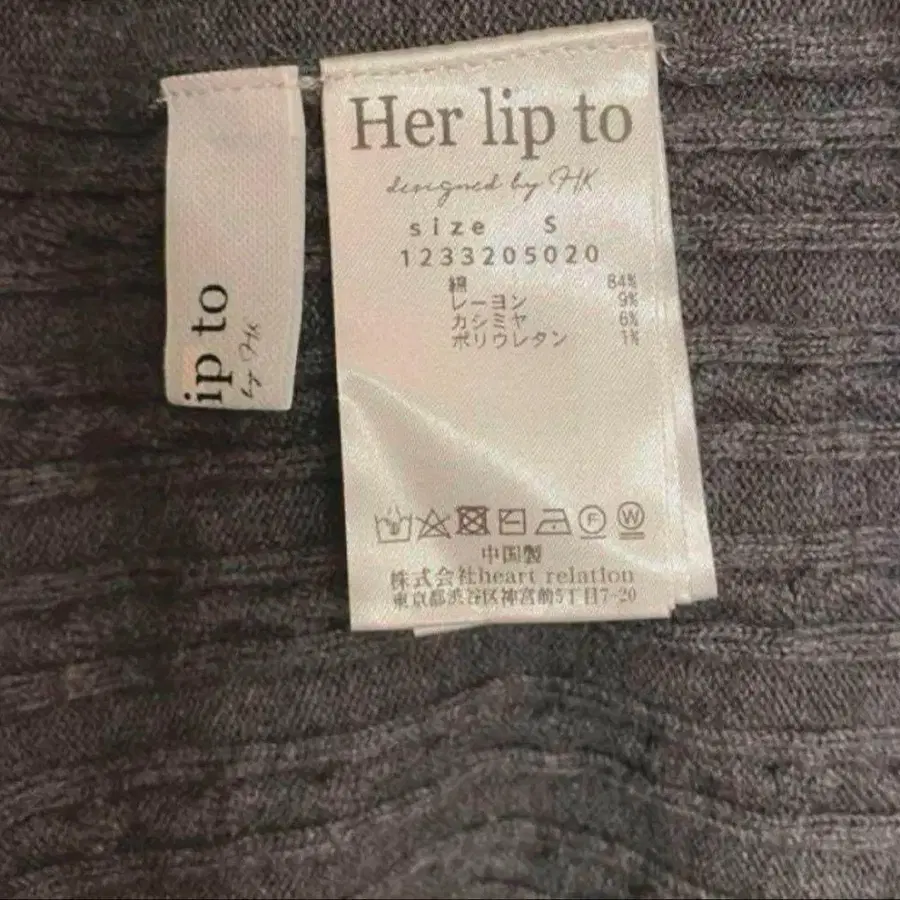 ip to
by HK
Her lip to
designed by HK
size S
1233205020
綿 84%
レーヨン 9%
カシミヤ 6%
ポリウレタン 1%
F W
中国製
株式会社heart relation
東京都渋谷区神宮前5丁目7-20